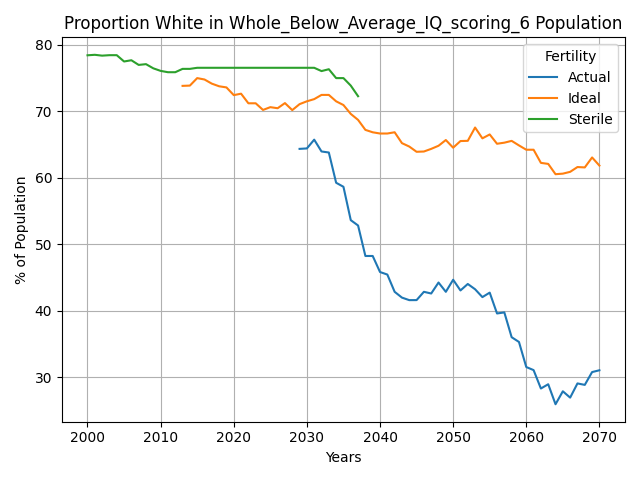 Proportion White in Whole_Below_Average_IQ_scoring_6 Population
Fertility
Actual
Ideal
Sterile
% of Population
80
70
60
50
40
30
2000 2010 2020 2030 2040 2050 2060 2070
Years